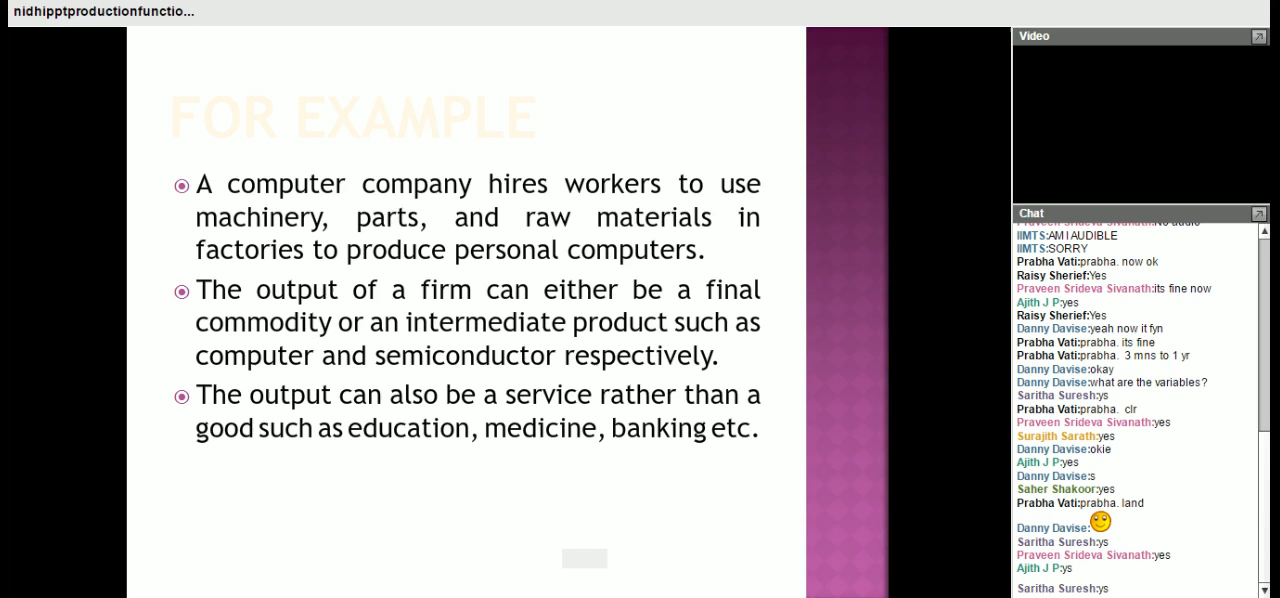 nidhipptproductionfunctio...
FOR EXAMPLE
A computer company hires workers to use
machinery, parts, and raw materials in
factories to produce personal computers.
The output of a firm can either be a final
commodity or an intermediate product such as
computer and semiconductor respectively.
The output can also be a service rather than a
good such as education, medicine, banking etc.
Video
Chat
Praveen Srideva Sivanath:No audio
IIMTS:AM I AUDIBLE
IIMTS:SORRY
Prabha Vati:prabha. now ok
Raisy Sherief:Yes
Praveen Srideva Sivanath:its fine now
Ajith J P:yes
Raisy Sherief:Yes
Danny Davise:yeah now it fyn
Prabha Vati:prabha. its fine
Prabha Vati:prabha. 3 mns to 1 yr
Danny Davise:okay
Danny Davise:what are the variables?
Saritha Suresh:ys
Prabha Vati:prabha. clr
Praveen Srideva Sivanath:yes
Surajith Sarath:yes
Danny Davise:okie
Ajith J P:yes
Danny Davise:s
Saher Shakoor:yes
Prabha Vati:prabha. land
Danny Davise:
Saritha Suresh:ys
Praveen Srideva Sivanath:yes
Ajith J P:ys
Saritha Suresh:ys